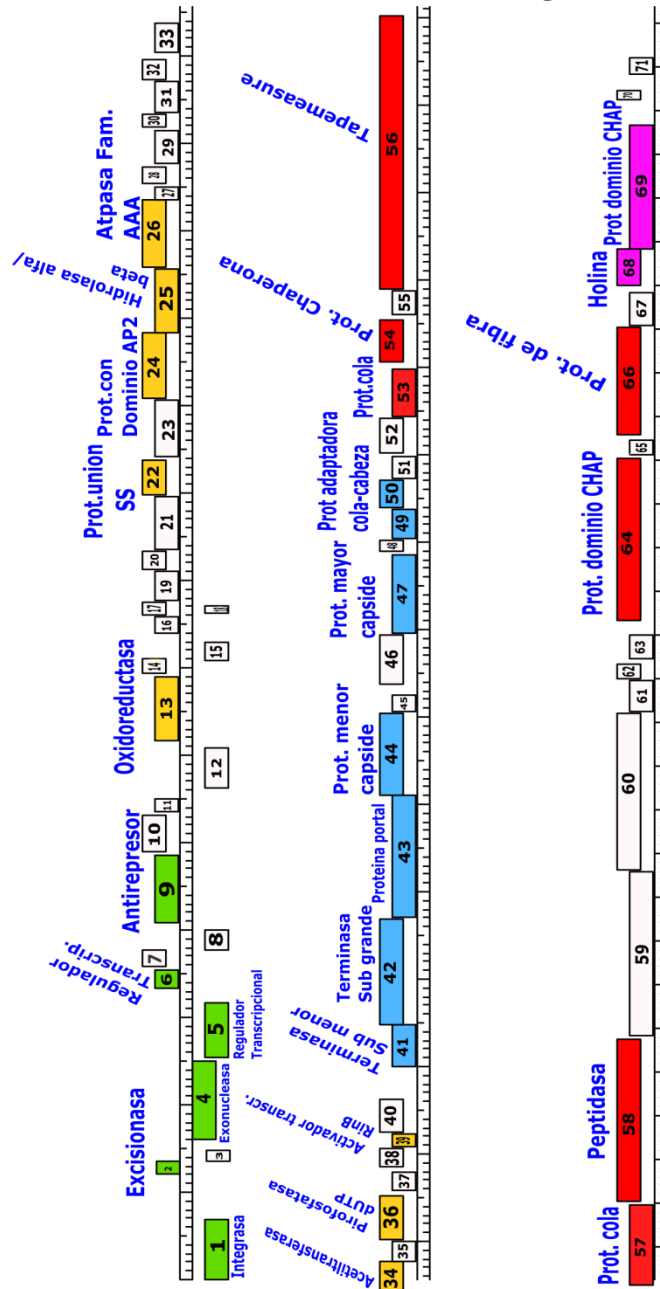 1
Integrasa
2
Excisionasa
3
4
Exonucleasa
5
Regulador
Transcripcional
6
Regulador
Transcrip.
7
8
9
Antirepresor
10
11
12
13
Oxidoreductasa
14
15
16
17
19
20
21
22
Prot.union
SS
23
24
Prot.con
Dominio AP2
25
Hidrolasa alfa/
beta
26
Atpasa Fam.
AAA
27
28
29
30
31
32
33
34
Acetiltransferasa
35
36
Pirofosfatasa
dUTP
37
38
39
Activador transcr.
RinB
40
41
Terminasa
Sub menor
42
Terminasa
Sub grande
43
Proteina portal
44
Prot. menor
capside
45
46
47
Prot. mayor
capside
48
49
50
Prot adaptadora
cola-cabeza
51
52
53
Prot.cola
54
Prot. Chaperona
55
56
Tapemeasure
57
Prot. cola
58
Peptidasa
59
60
61
62
63
64
Prot. dominio CHAP
65
66
Prot. de fibra
67
68
Holina
69
Prot dominio CHAP
70
71